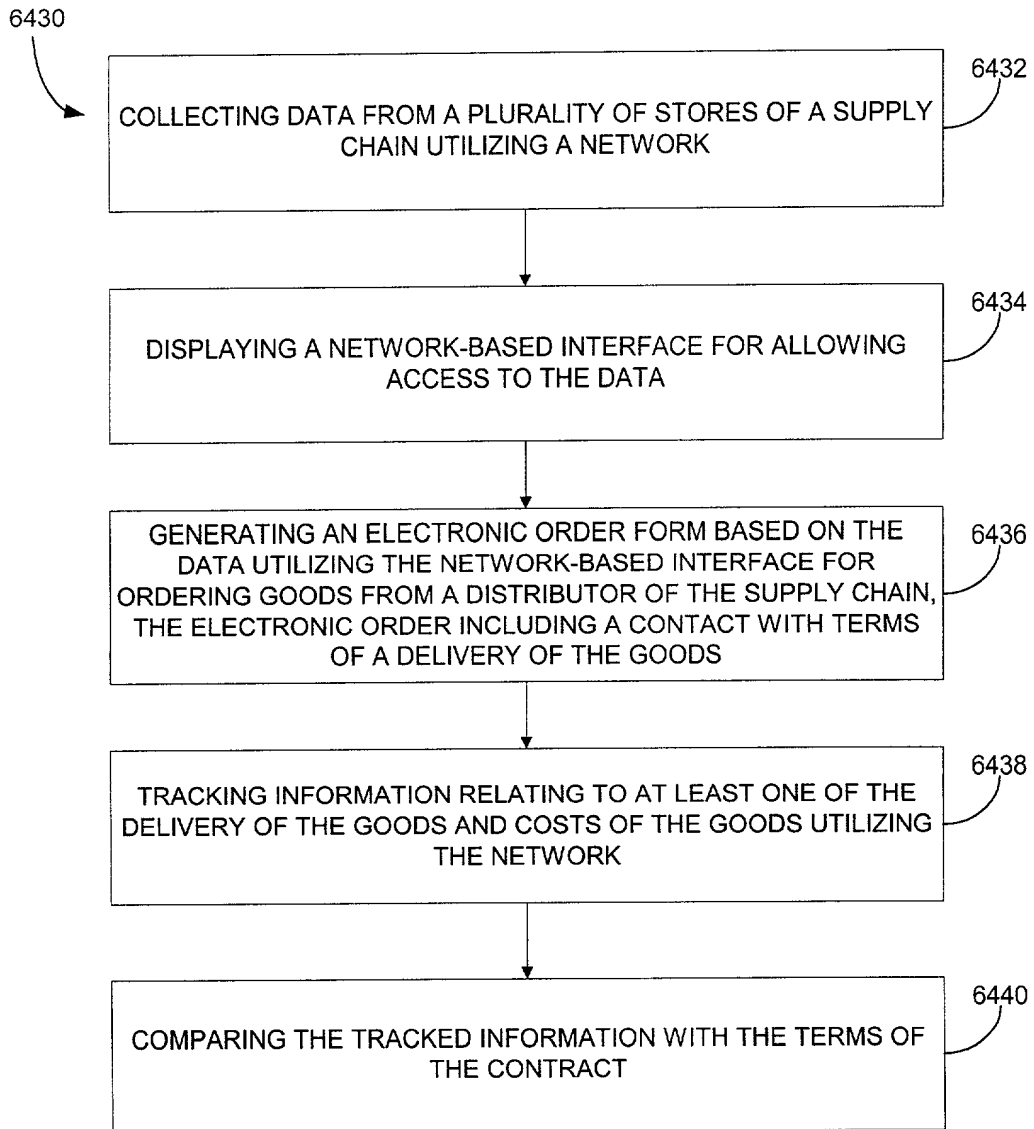 6430
6432
COLLECTING DATA FROM A PLURALITY OF STORES OF A SUPPLY
CHAIN UTILIZING A NETWORK
6434
DISPLAYING A NETWORK-BASED INTERFACE FOR ALLOWING
ACCESS TO THE DATA
6436
GENERATING AN ELECTRONIC ORDER FORM BASED ON THE
DATA UTILIZING THE NETWORK-BASED INTERFACE FOR
ORDERING GOODS FROM A DISTRIBUTOR OF THE SUPPLY CHAIN,
THE ELECTRONIC ORDER INCLUDING A CONTACT WITH TERMS
OF A DELIVERY OF THE GOODS
6438
TRACKING INFORMATION RELATING TO AT LEAST ONE OF THE
DELIVERY OF THE GOODS AND COSTS OF THE GOODS UTILIZING
THE NETWORK
6440
COMPARING THE TRACKED INFORMATION WITH THE TERMS OF
THE CONTRACT